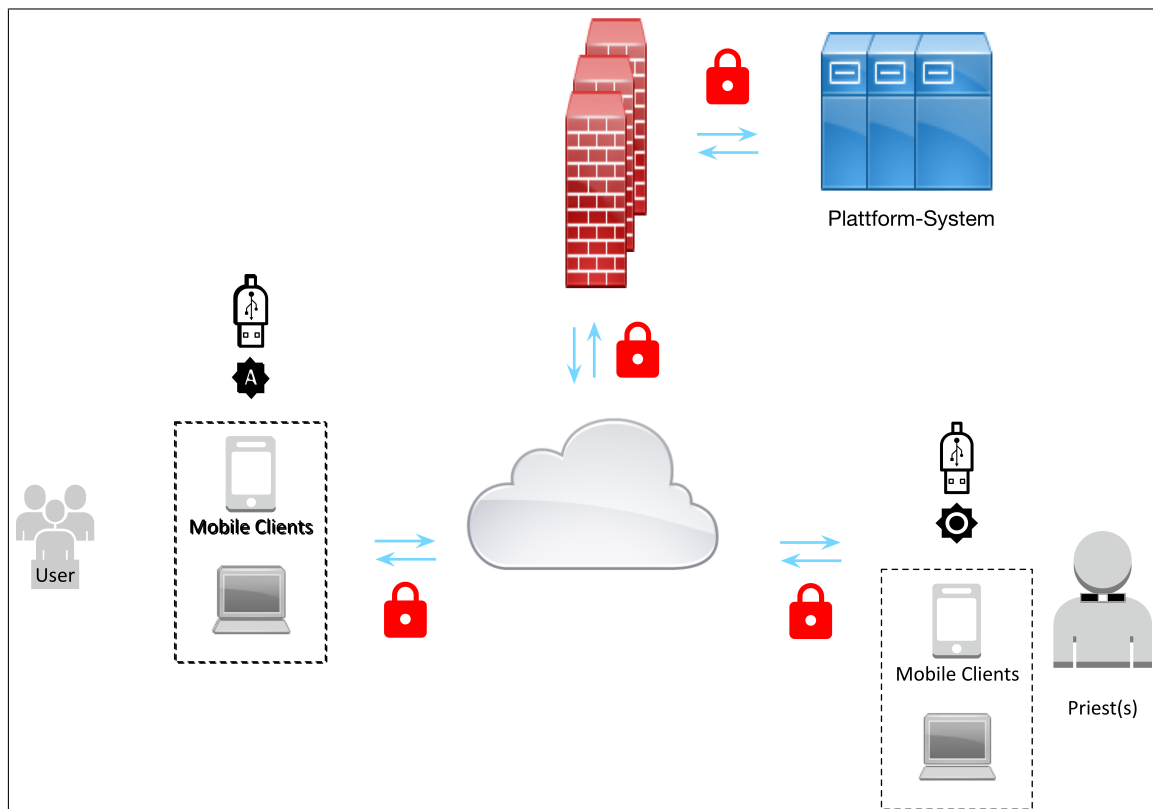 Plattform-System
A
Mobile Clients
User
Mobile Clients
Priest(s)